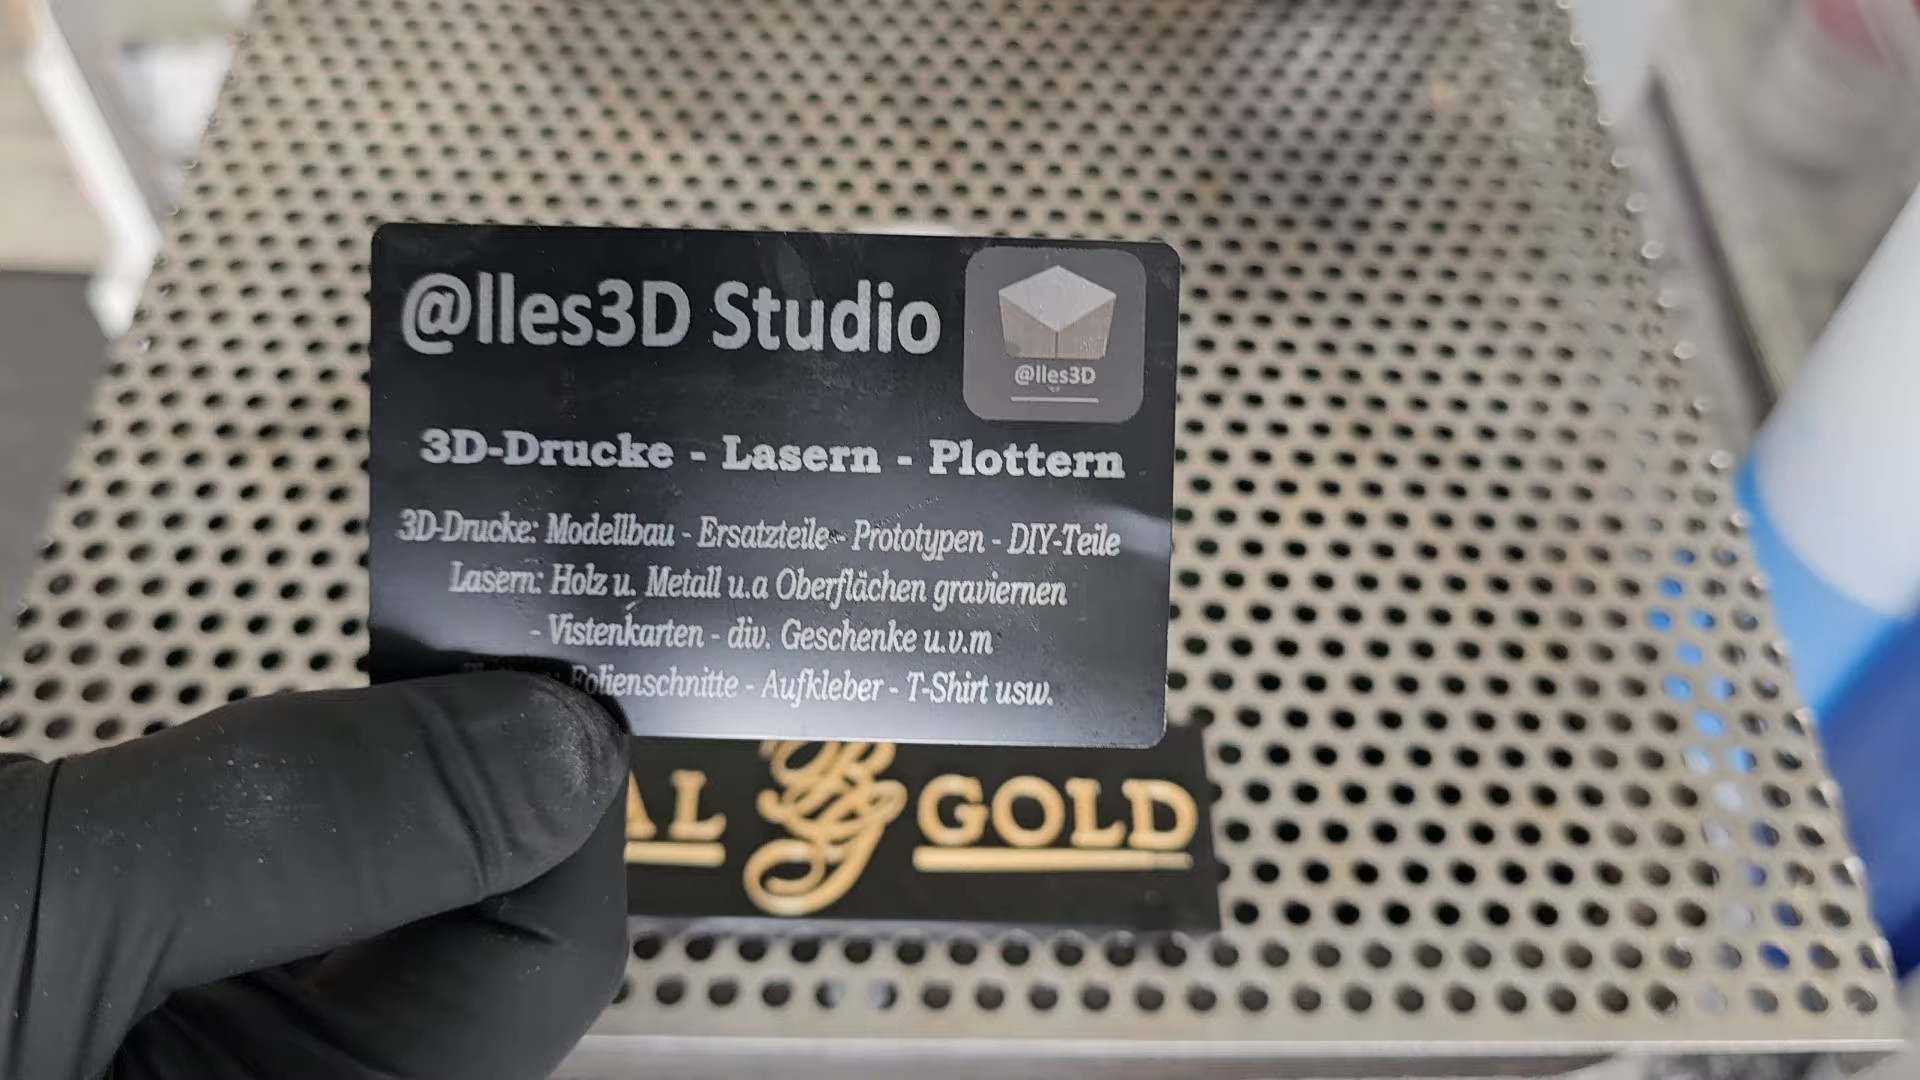 @lles3D Studio
@lles3D
3D-Drucke - Lasern - Plottern
3D-Drucke: Modellbau - Ersatzteile - Prototypen - DIY-Teile
Lasern: Holz u. Metall u.a Oberflächen graviernen
- Vistenkarten - div. Geschenke u.v.m
Folienschnitte - Aufkleber - T-Shirt usw.
GOLD